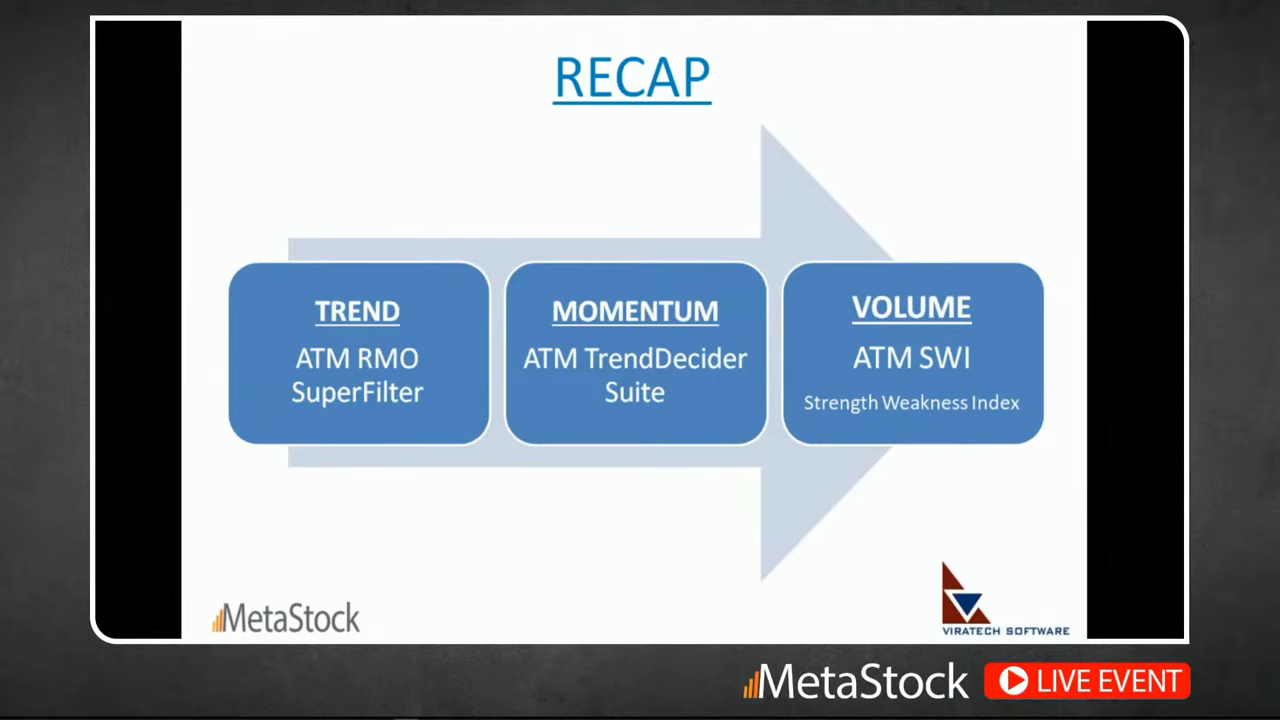 RECAP
TREND
ATM RMO
SuperFilter
MOMENTUM
ATM TrendDecider
Suite
VOLUME
ATM SWI
Strength Weakness Index
MetaStock
VIRATECH SOFTWARE
MetaStock
LIVE EVENT